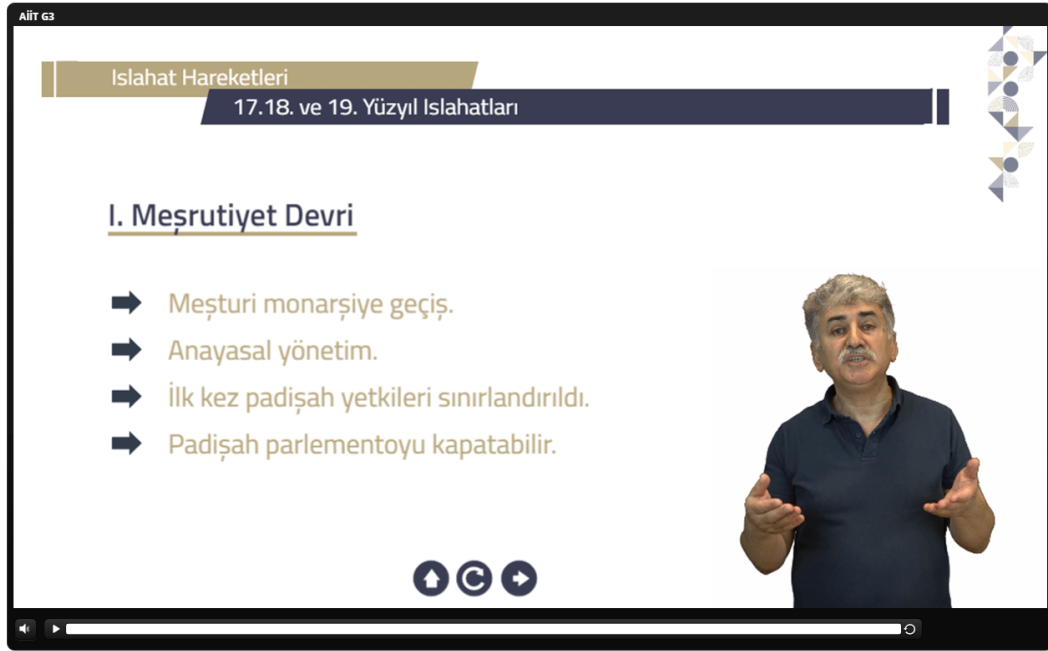 AİİT G3
Islahat Hareketleri
17.18. ve 19. Yüzyıl Islahatları
I. Meşrutiyet Devri
Meşturi monarşiye geçiş.
Anayasal yönetim.
İlk kez padişah yetkileri sınırlandırıldı.
Padişah parlementoyu kapatabilir.